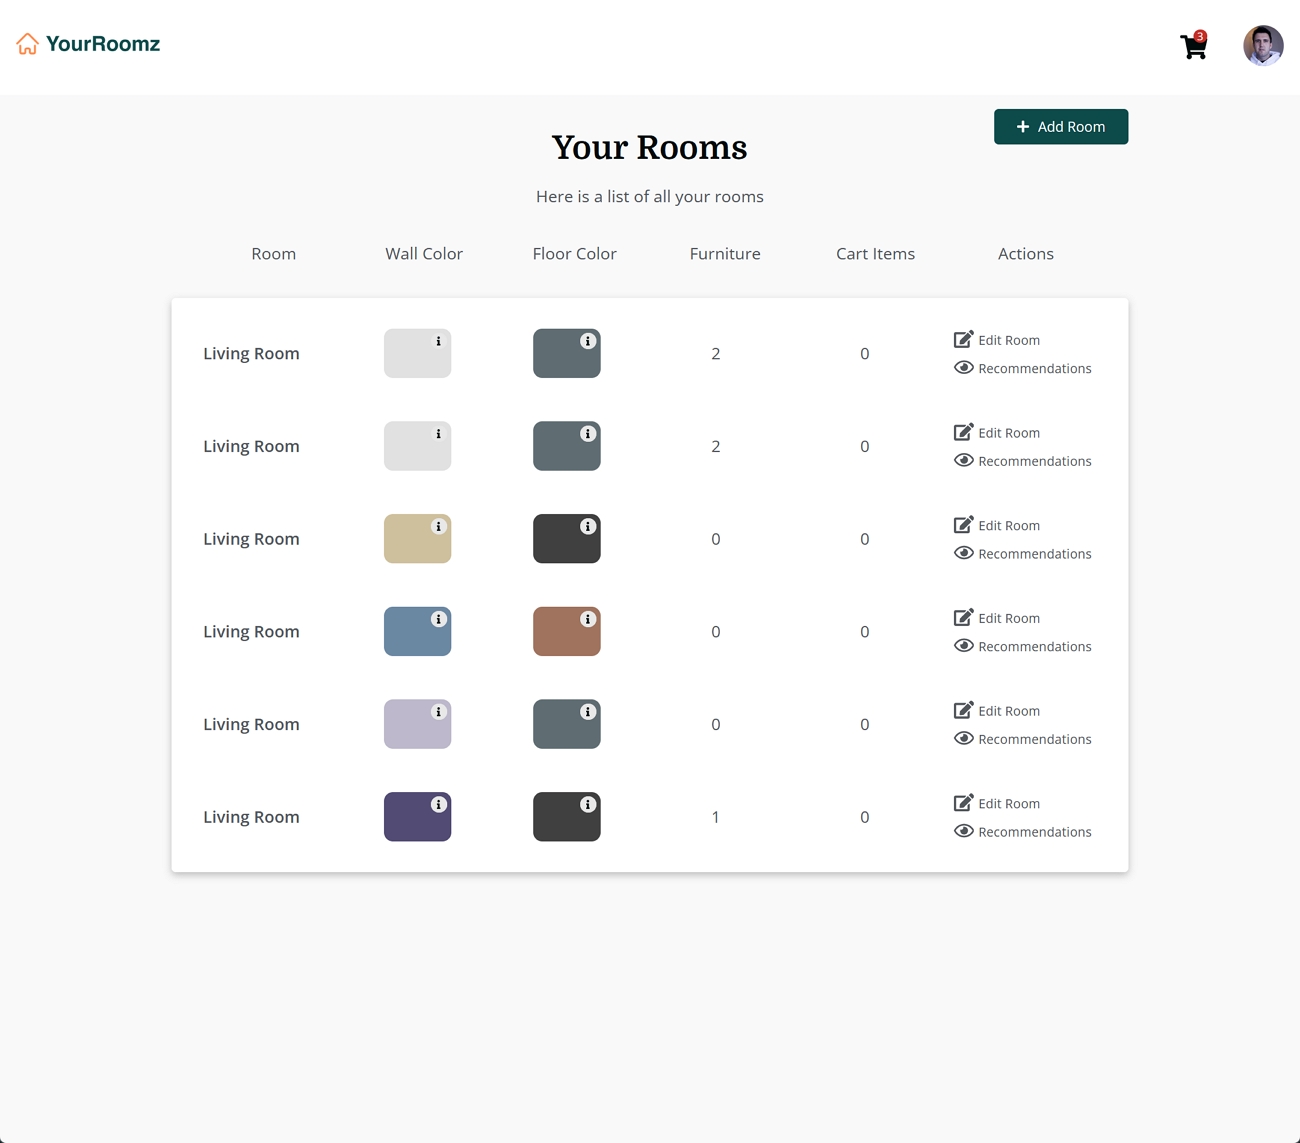 YourRoomz
3
+ Add Room
Your Rooms
Here is a list of all your rooms
Room Wall Color Floor Color Furniture Cart Items Actions
Living Room i i 2 0 Edit Room
Recommendations
Living Room i i 2 0 Edit Room
Recommendations
Living Room i i 0 0 Edit Room
Recommendations
Living Room i i 0 0 Edit Room
Recommendations
Living Room i i 0 0 Edit Room
Recommendations
Living Room i i 1 0 Edit Room
Recommendations